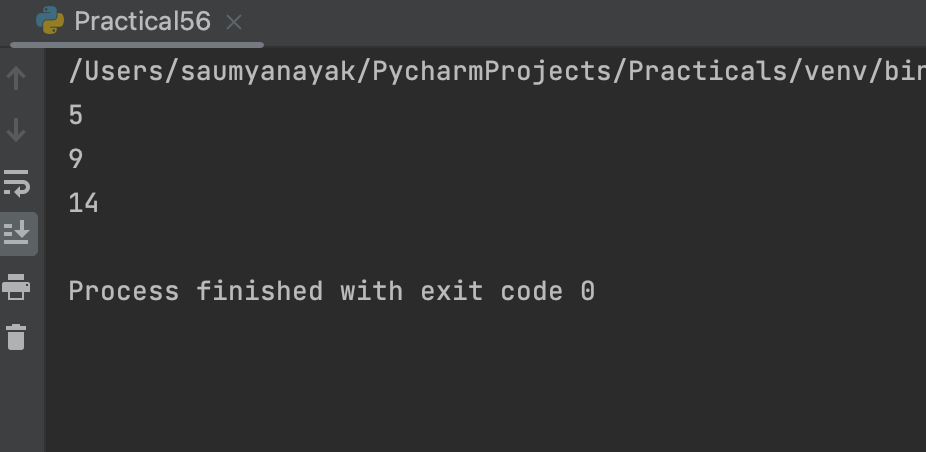 Practical56
/Users/saumyanayak/PycharmProjects/Practicals/venv/bin
5
9
14
Process finished with exit code 0